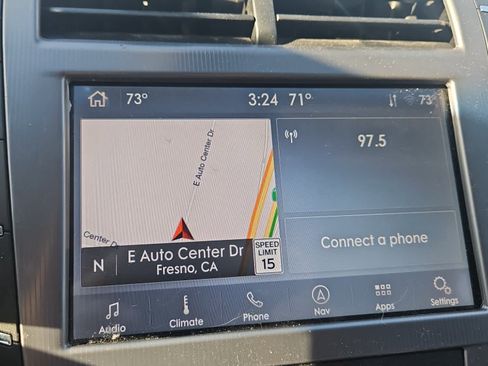 73° 3:24 71° 73
E Auto Center Dr
Center Dr
N E Auto Center Dr
Fresno, CA
SPEED
LIMIT
15
97.5
Connect a phone
Audio Climate Phone Nav Apps Settings